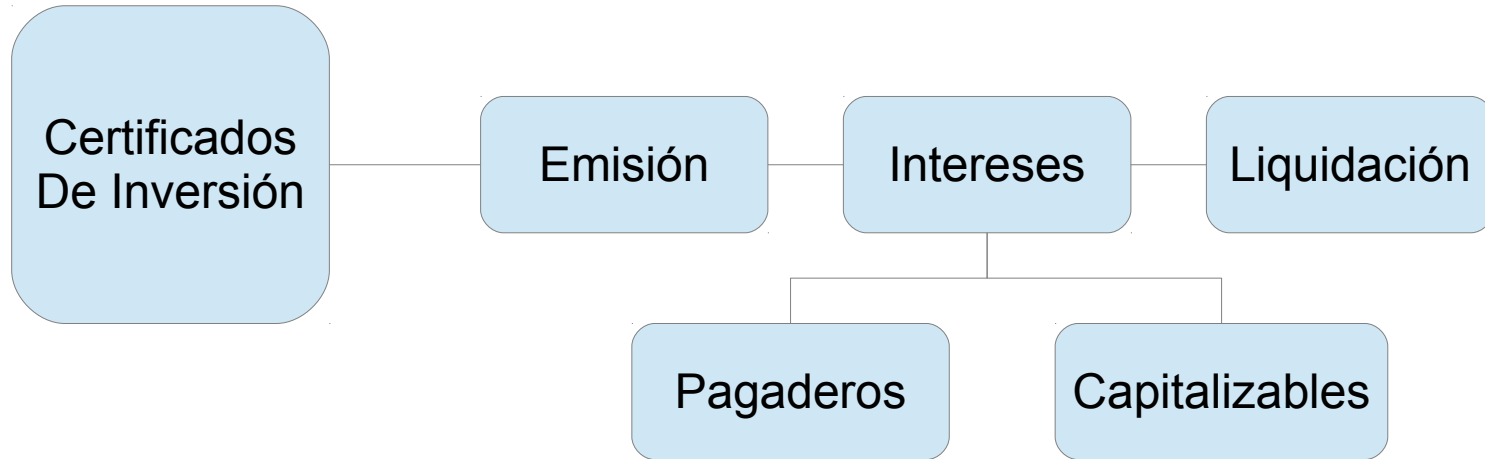 Certificados
De Inversión
Emisión
Intereses
Liquidación
Pagaderos
Capitalizables